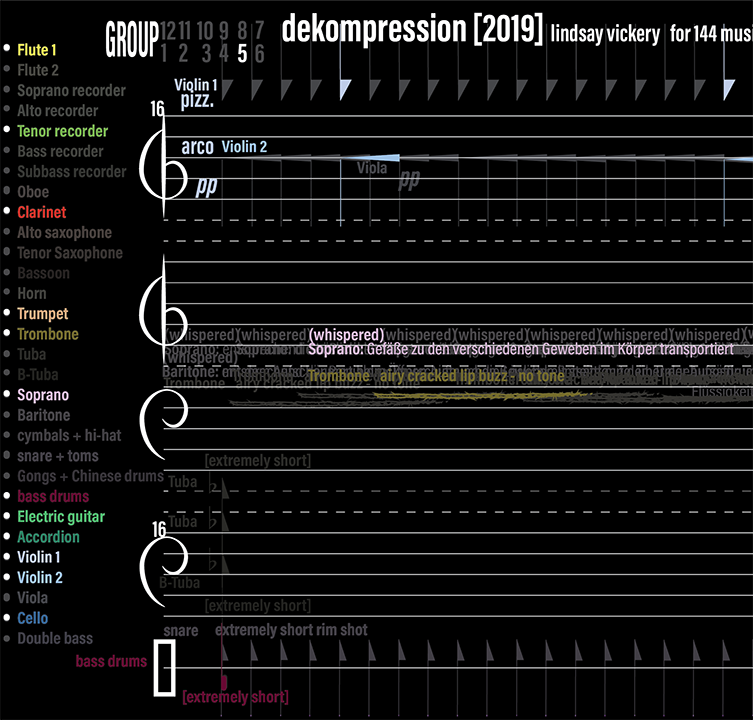 GROUP
12 11 10 9 8 7
1 2 3 4 5 6
dekompression [2019] lindsay vickery for 144 musi
Flute 1
Flute 2
Soprano recorder
Alto recorder
Tenor recorder
Bass recorder
Subbass recorder
Oboe
Clarinet
Alto saxophone
Tenor Saxophone
Bassoon
Horn
Trumpet
Trombone
Tuba
B-Tuba
Soprano
Baritone
cymbals + hi-hat
snare + toms
Gongs + Chinese drums
bass drums
Electric guitar
Accordion
Violin 1
Violin 2
Viola
Cello
Double bass
Violin 1
pizz.
16
arco Violin 2
Viola
pp pp
(whispered) (whispered) (whispered) (whispered) (whispered) (whispered) (whispered) (whispered)
Soprano: Gefäße zu den verschiedenen Geweben im Körper transportiert
(whispered)
Baritone:
Trombone airy cracked lip buzz - no tone
Trombone airy cracked lip buzz
Flüssigkeit
[extremely short]
Tuba
Tuba
16
B-Tuba
[extremely short]
snare extremely short rim shot
bass drums
[extremely short]